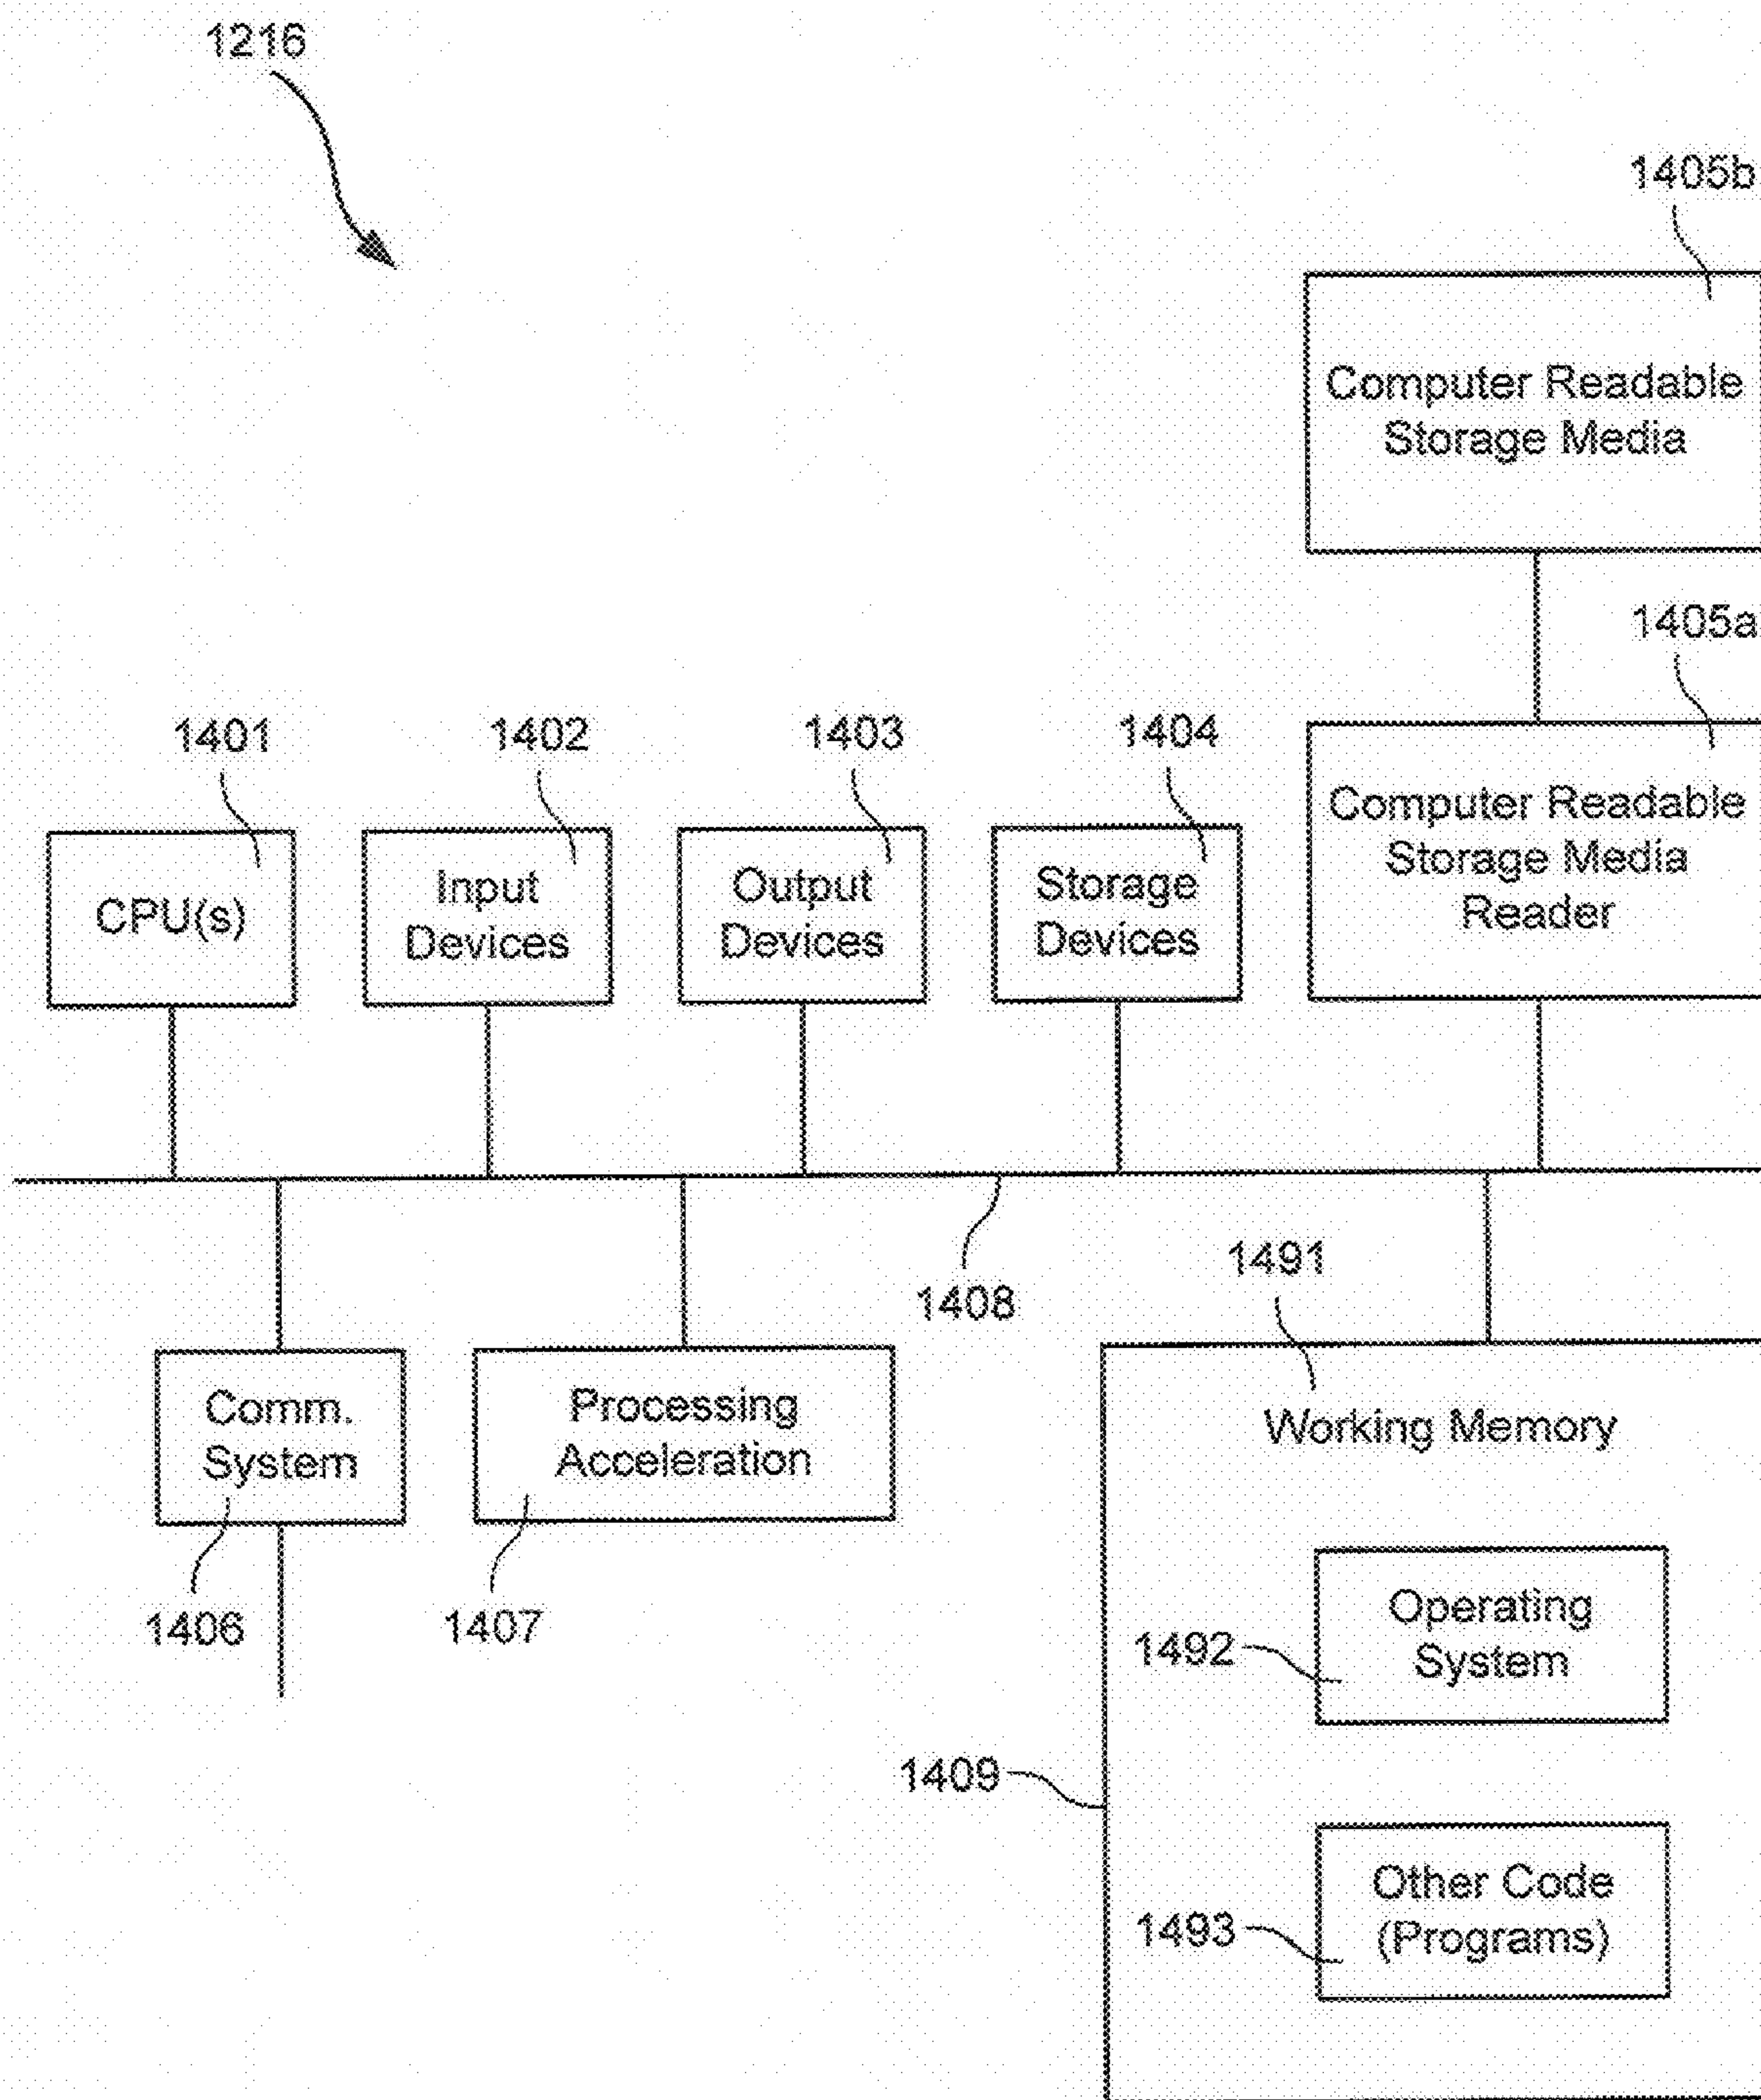 1216
1405b
Computer Readable
Storage Media
1405a
1401
1402
1403
1404
CPU(s)
Input
Devices
Output
Devices
Storage
Devices
Computer Readable
Storage Media
Reader
1408
1491
Comm.
System
Processing
Acceleration
Working Memory
1406
1407
Operating
System
1492
1409
Other Code
(Programs)
1493